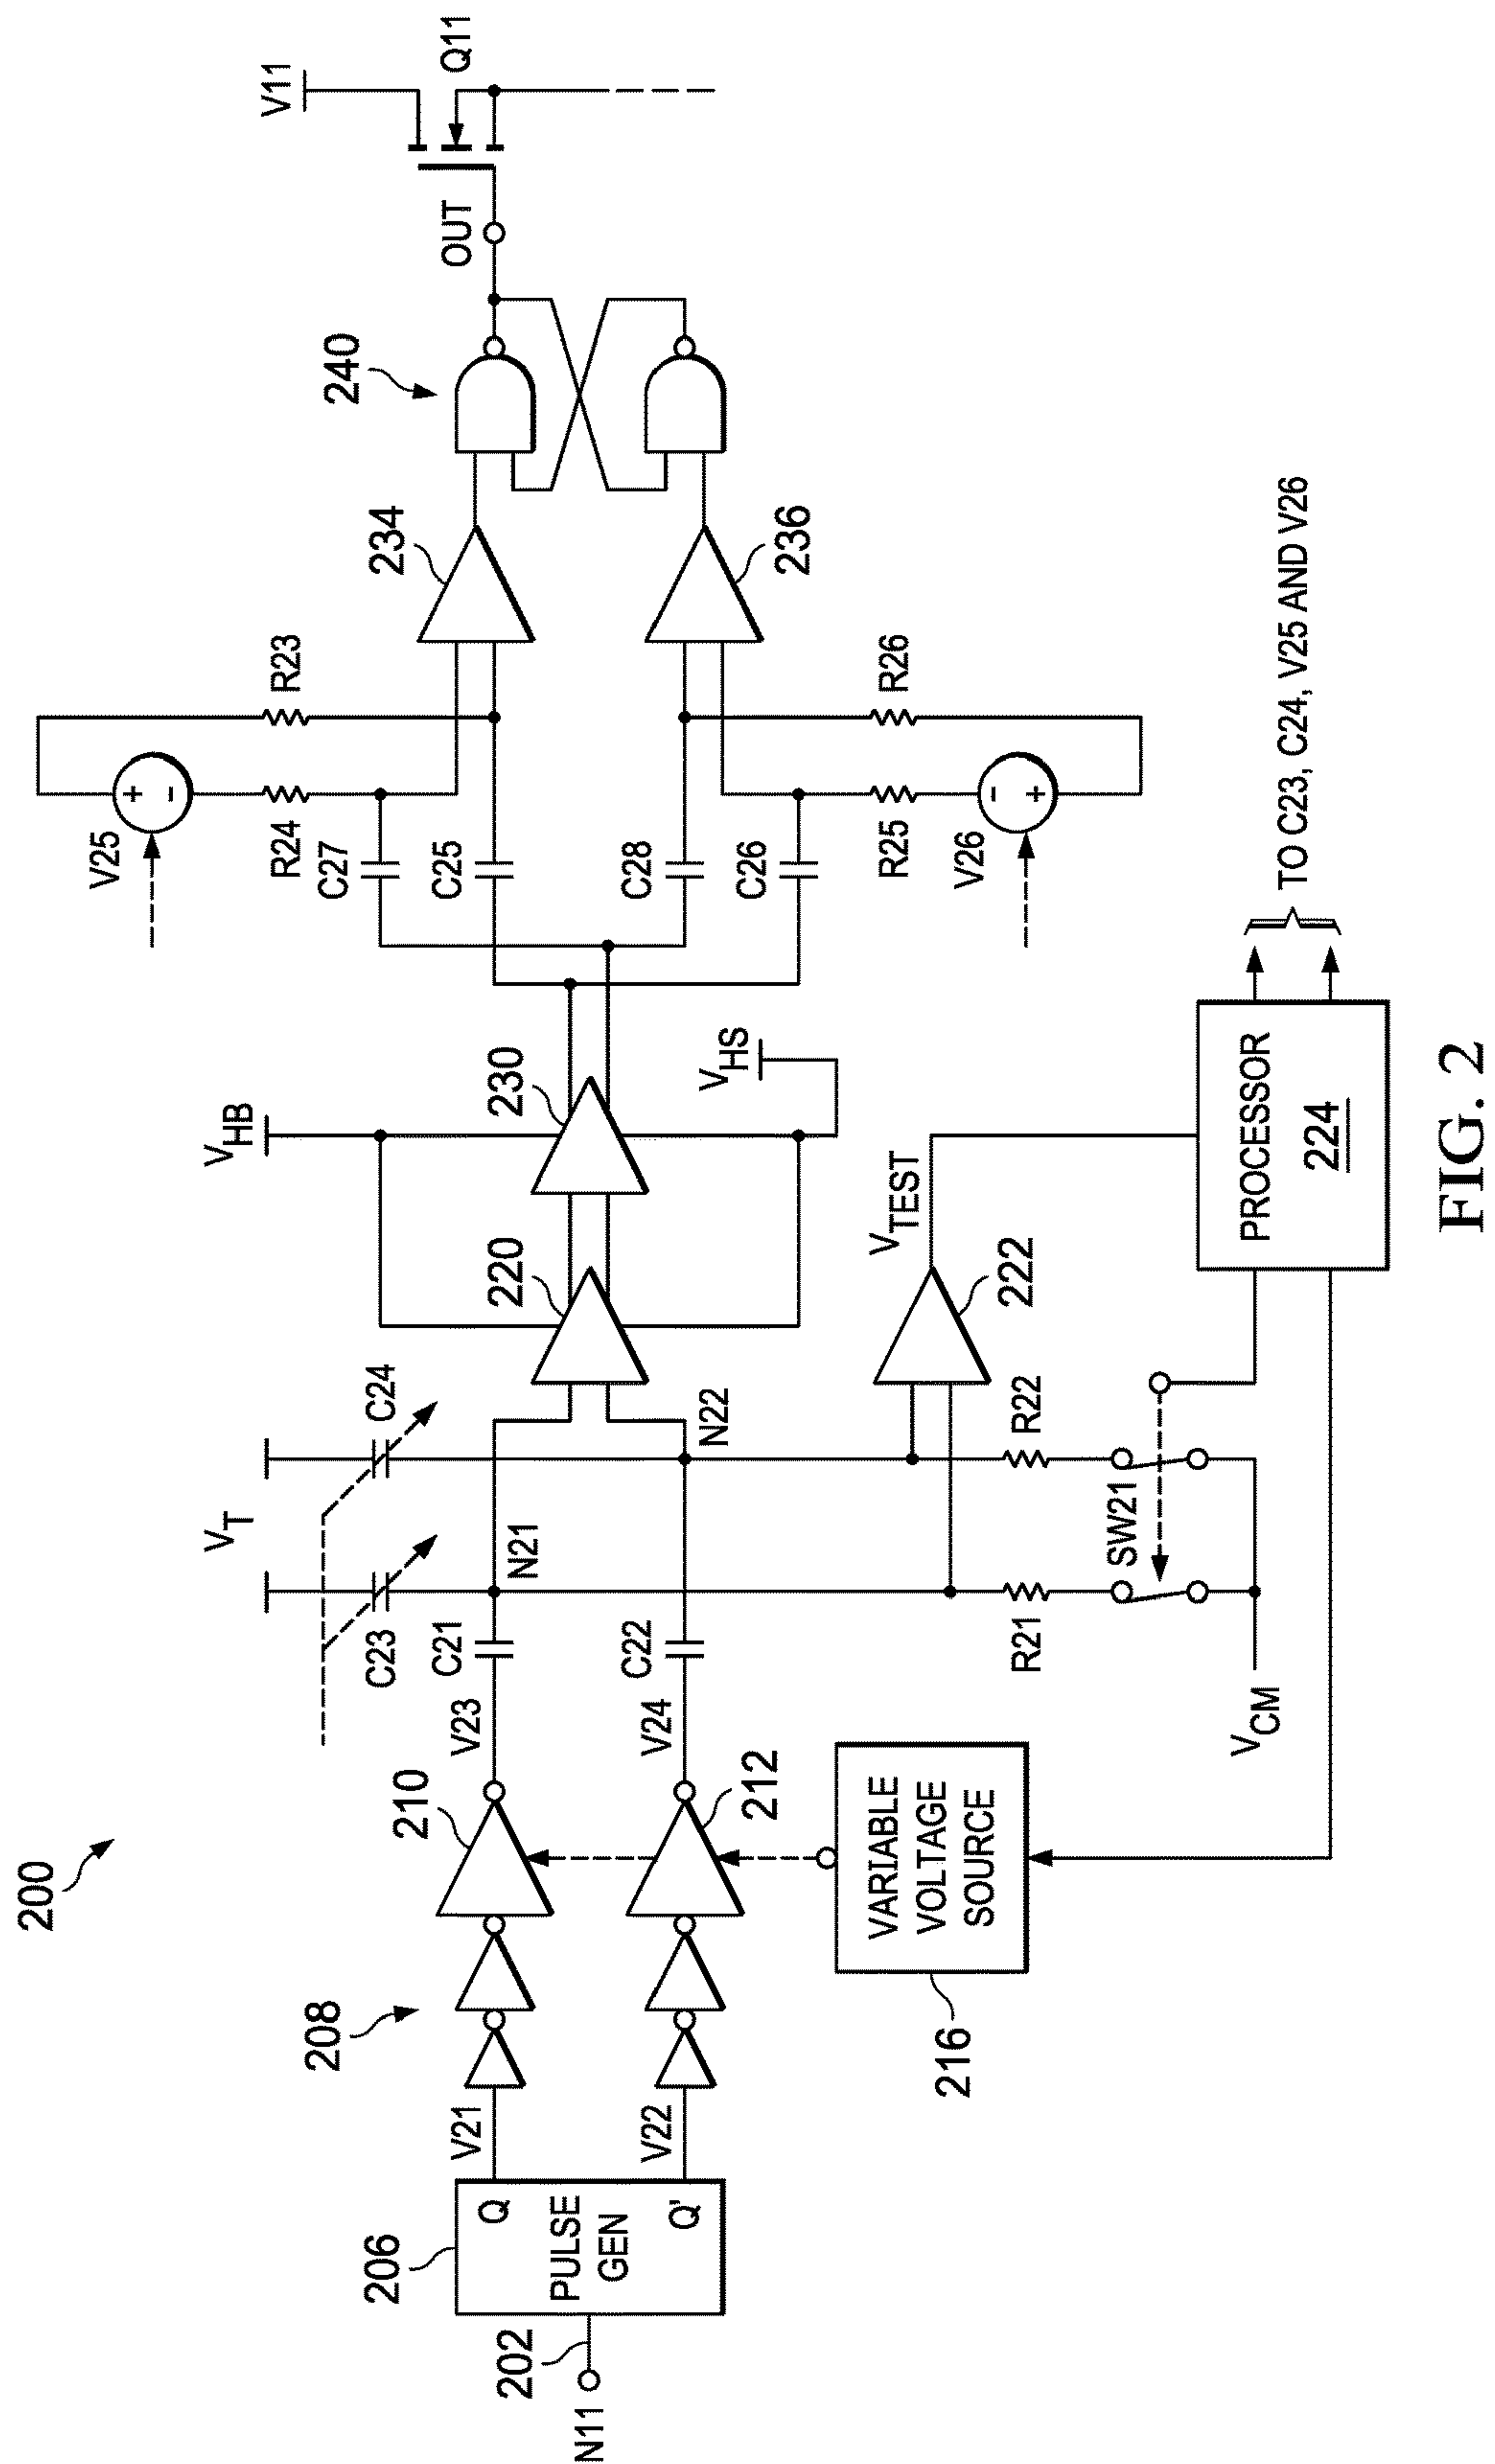 200
N11
202
206
Q
PULSE
GEN
Q'
V21
V22
208
210
212
216
VARIABLE
VOLTAGE
SOURCE
V23
V24
C21
C22
C23
C24
V_T
N21
N22
R21
R22
SW21
V_CM
220
222
V_TEST
V_HB
230
V_HS
PROCESSOR
224
TO C23, C24, V25 AND V26
V25
R24
C27
C25
C28
C26
R25
V26
R23
R26
234
236
240
OUT
V11
Q11
+
-
-
+
FIG. 2